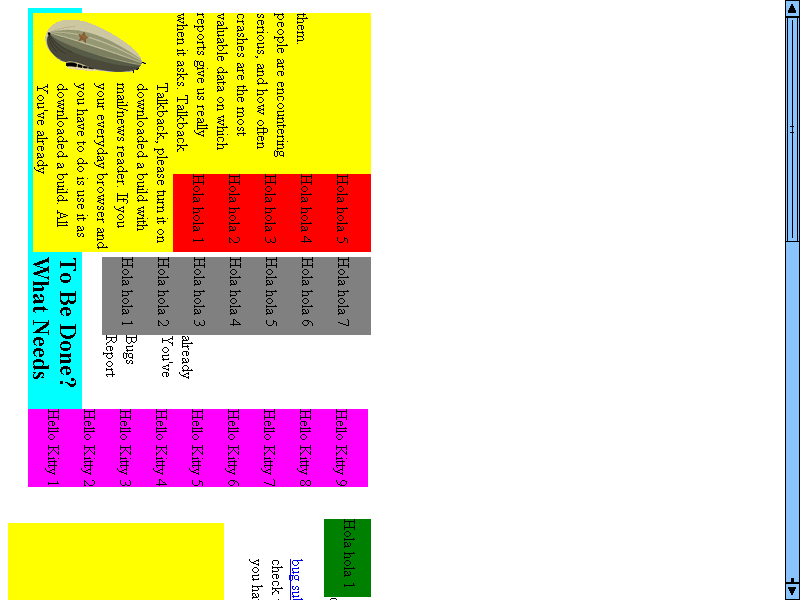 You've already
downloaded a build. All
you have to do is use it as
your everyday browser and
mail/news reader. If you
downloaded a build with
Talkback, please turn it on
when it asks. Talkback
reports give us really
valuable data on which
crashes are the most
serious, and how often
people are encountering
them.
Hola hola 1
Hola hola 2
Hola hola 3
Hola hola 4
Hola hola 5
What Needs
To Be Done?
Hola hola 1
Hola hola 2
Hola hola 3
Hola hola 4
Hola hola 5
Hola hola 6
Hola hola 7
Report
Bugs
You've
already
Hello Kitty 1
Hello Kitty 2
Hello Kitty 3
Hello Kitty 4
Hello Kitty 5
Hello Kitty 6
Hello Kitty 7
Hello Kitty 8
Hello Kitty 9
you
check
bug
Hola hola 1